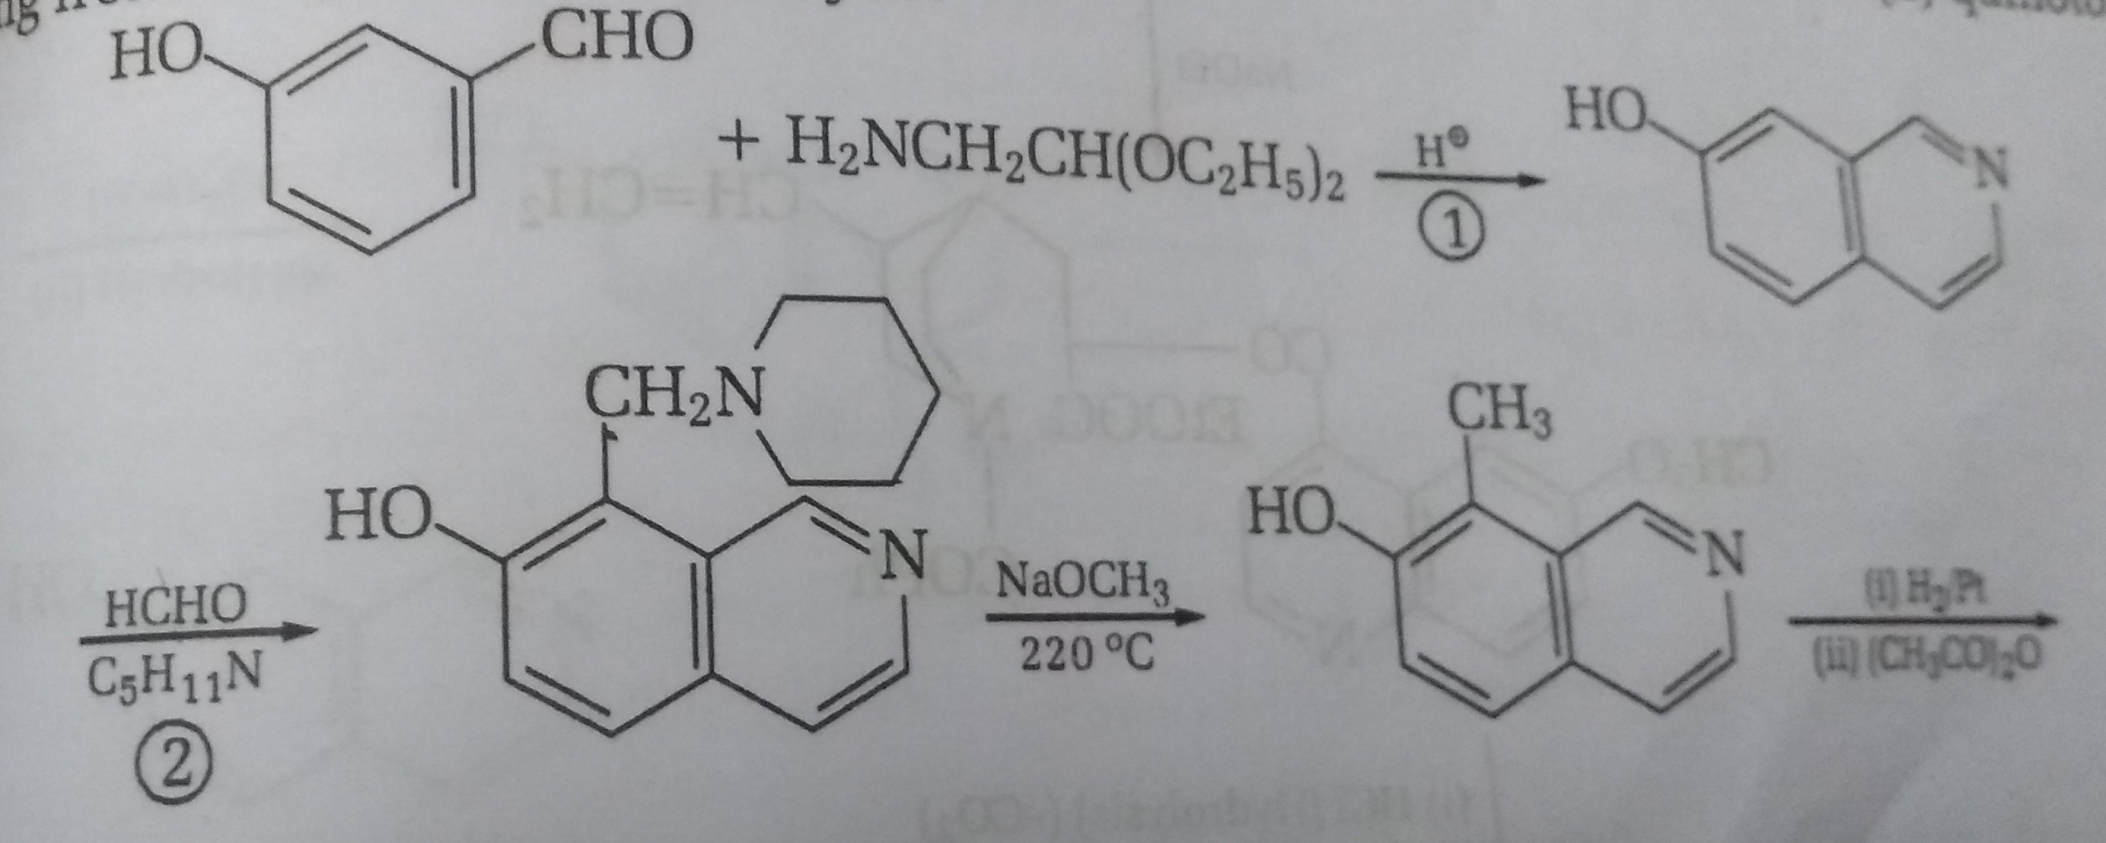 HO CHO
+ H₂NCH₂CH(OC₂H₅)₂ H⊕ ① HO N
CH₂N CH₃
HO N HO N
HCHO NaOCH₃ (i) H₂/Pt
C₅H₁₁N 220 °C (ii) (CH₃CO)₂O
②